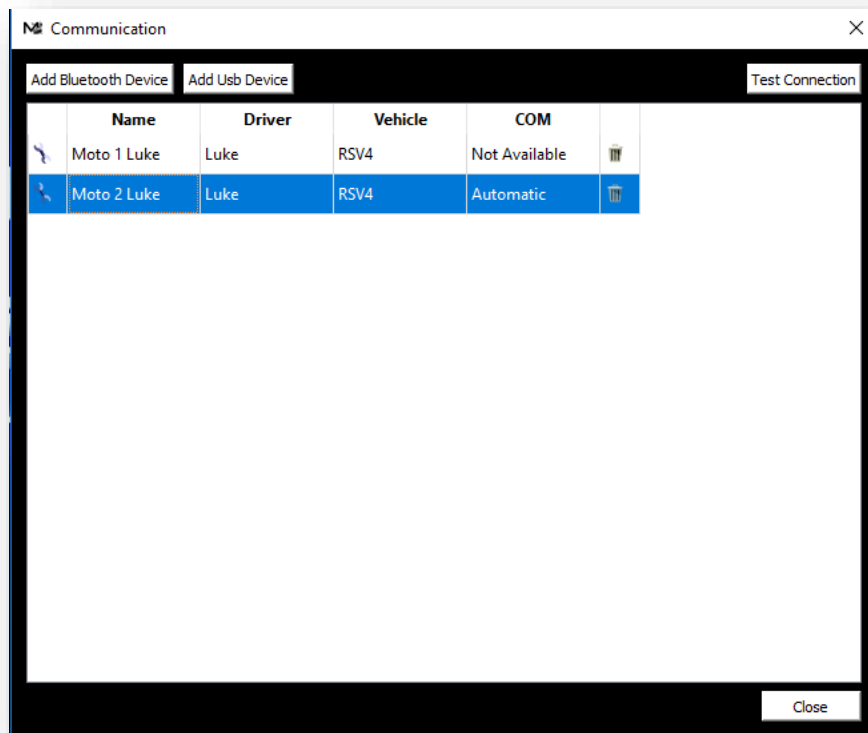 Communication
Add Bluetooth Device Add Usb Device Test Connection
Name Driver Vehicle COM
Moto 1 Luke Luke RSV4 Not Available
Moto 2 Luke Luke RSV4 Automatic
Close